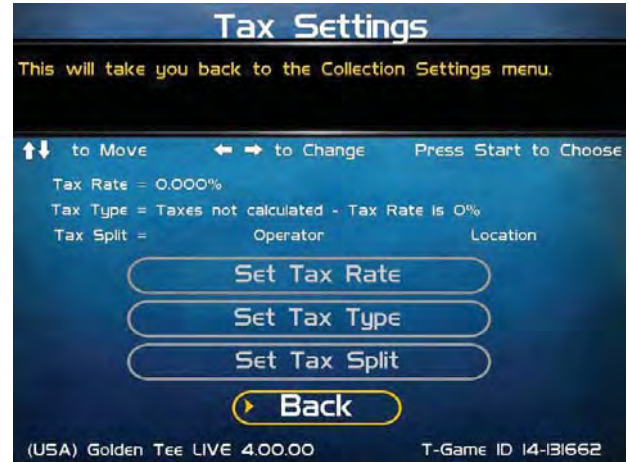 Tax Settings
This will take you back to the Collection Settings menu.
to Move to Change Press Start to Choose
Tax Rate = 0.000%
Tax Type = Taxes not calculated - Tax Rate is 0%
Tax Split = Operator Location
Set Tax Rate
Set Tax Type
Set Tax Split
Back
(USA) Golden Tee LIVE 4.00.00 T-Game ID 14-131662